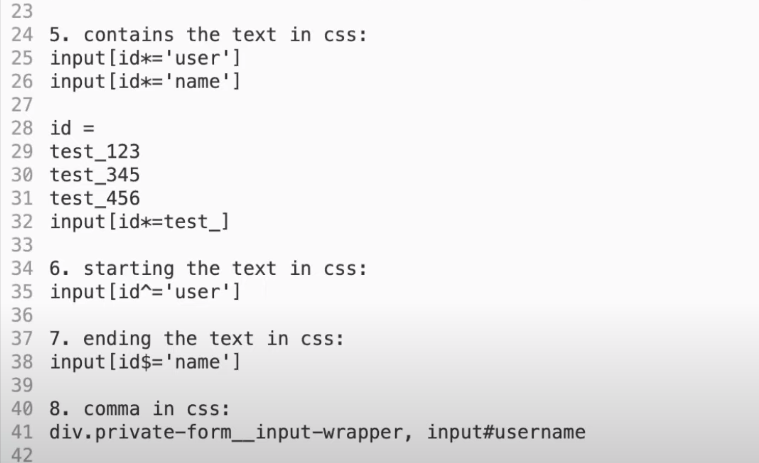 23
24 5. contains the text in css:
25 input[id*='user']
26 input[id*='name']
27
28 id =
29 test_123
30 test_345
31 test_456
32 input[id*=test_]
33
34 6. starting the text in css:
35 input[id^='user']
36
37 7. ending the text in css:
38 input[id$='name']
39
40 8. comma in css:
41 div.private-form__input-wrapper, input#username
42